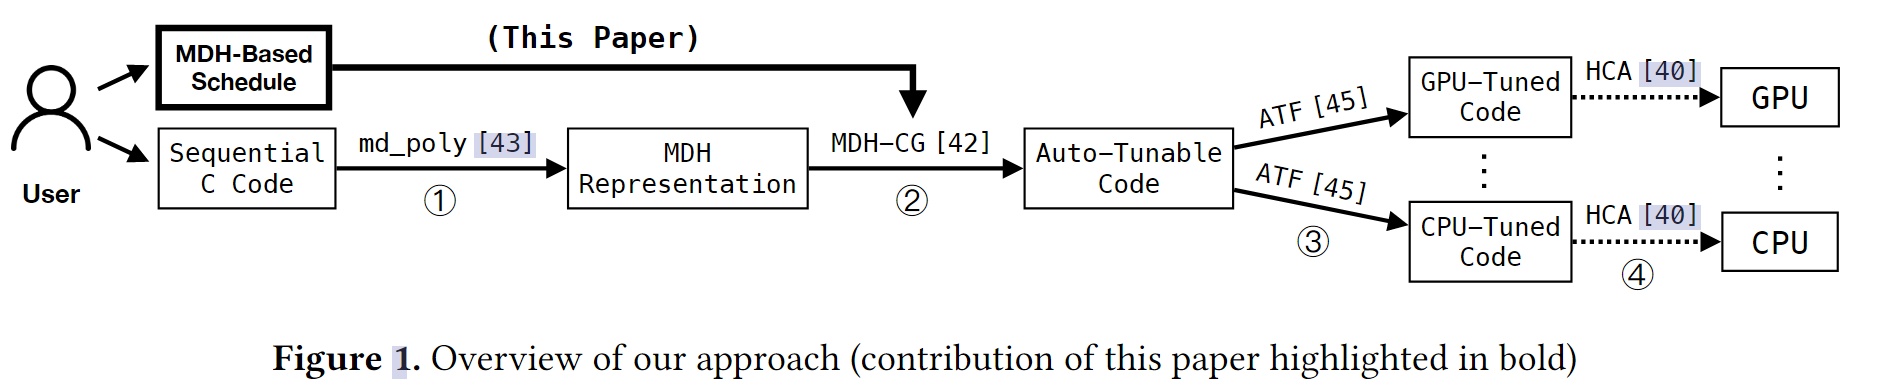 (This Paper)
MDH-Based
Schedule
User
Sequential
C Code
md_poly [43]
①
MDH
Representation
MDH-CG [42]
②
Auto-Tunable
Code
ATF [45]
ATF [45]
③
GPU-Tuned
Code
HCA [40]
GPU
⋮
⋮
CPU-Tuned
Code
HCA [40]
④
CPU
Figure 1. Overview of our approach (contribution of this paper highlighted in bold)